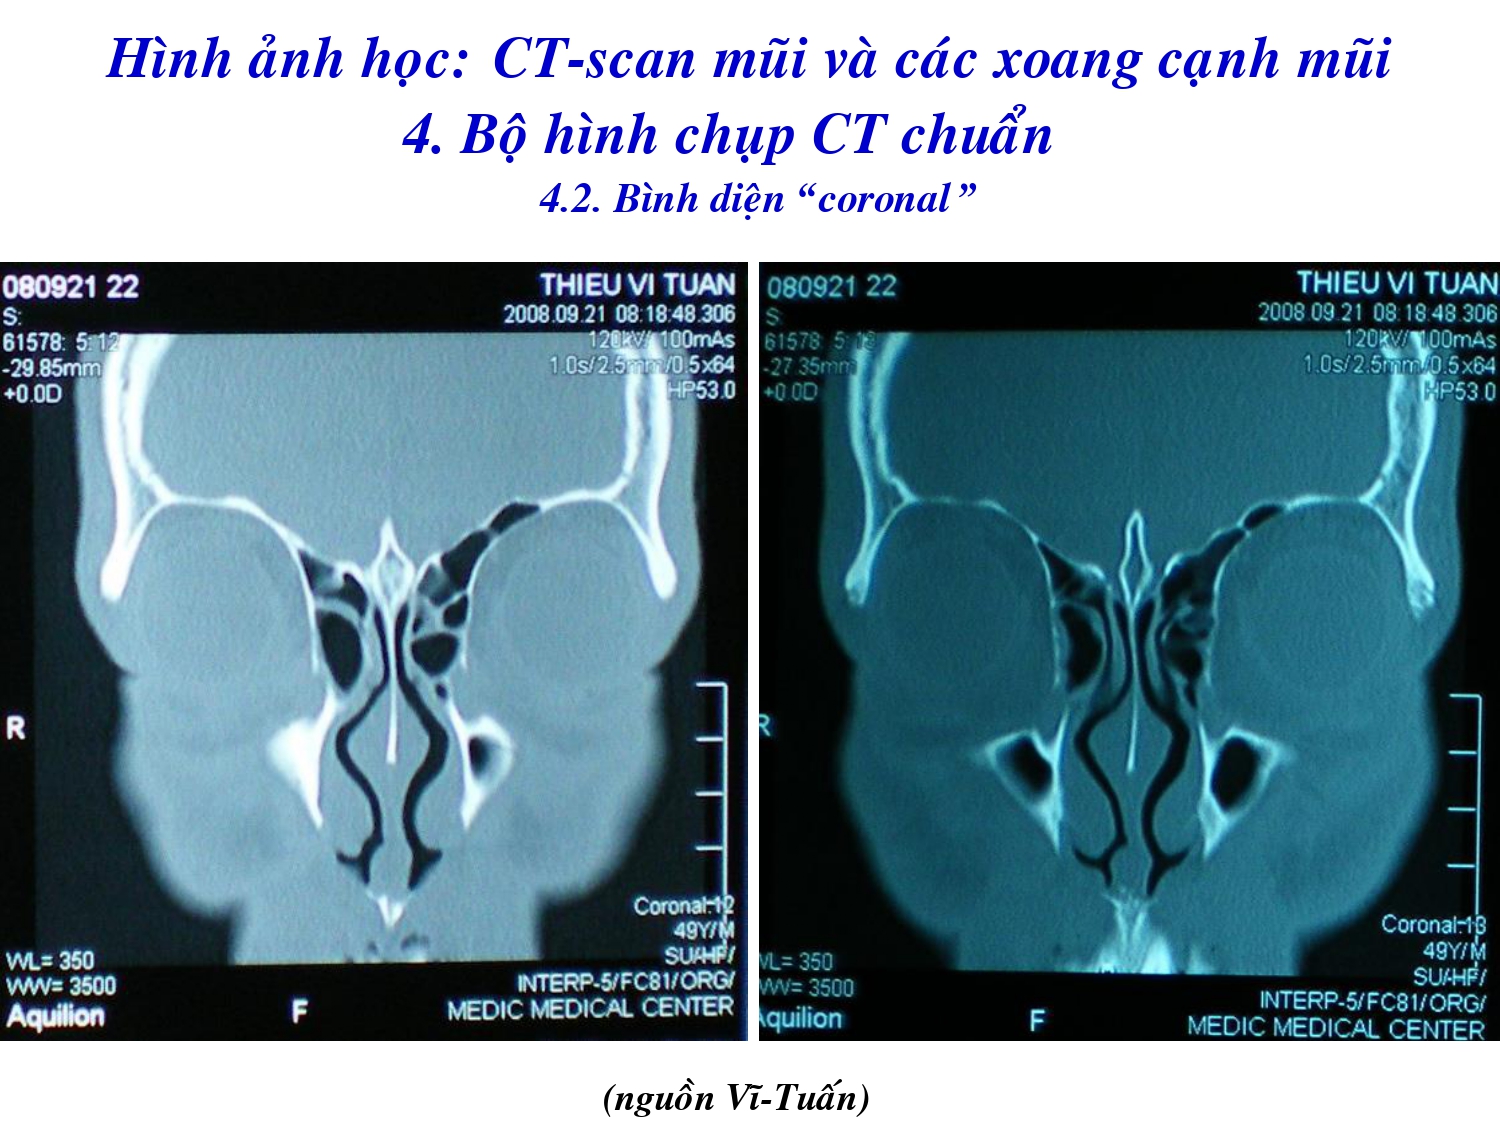 Hình ảnh học: CT-scan mũi và các xoang cạnh mũi
4. Bộ hình chụp CT chuẩn
4.2. Bình diện “coronal”
080921 22
THIEU VI TUAN
S:
2008.09.21 08:18:48.306
61578: 5: 12
120kV/ 100mAs
-29.85mm
1.0s/2.5mm/0.5x64
+0.0D
HP53.0
R
Coronal:12
49Y/M
WL= 350
SU/HF/
WW= 3500
INTERP-5/FC81/ORG/
Aquilion
F
MEDIC MEDICAL CENTER
080921 22
THIEU VI TUAN
S:
2008.09.21 08:18:48.306
61578: 5: 13
120kV/ 100mAs
-27.35mm
1.0s/2.5mm/0.5x64
+0.0D
HP53.0
R
Coronal:13
49Y/M
WL= 350
SU/HF/
WW= 3500
INTERP-5/FC81/ORG/
Aquilion
F
MEDIC MEDICAL CENTER
(nguồn Vĩ-Tuấn)